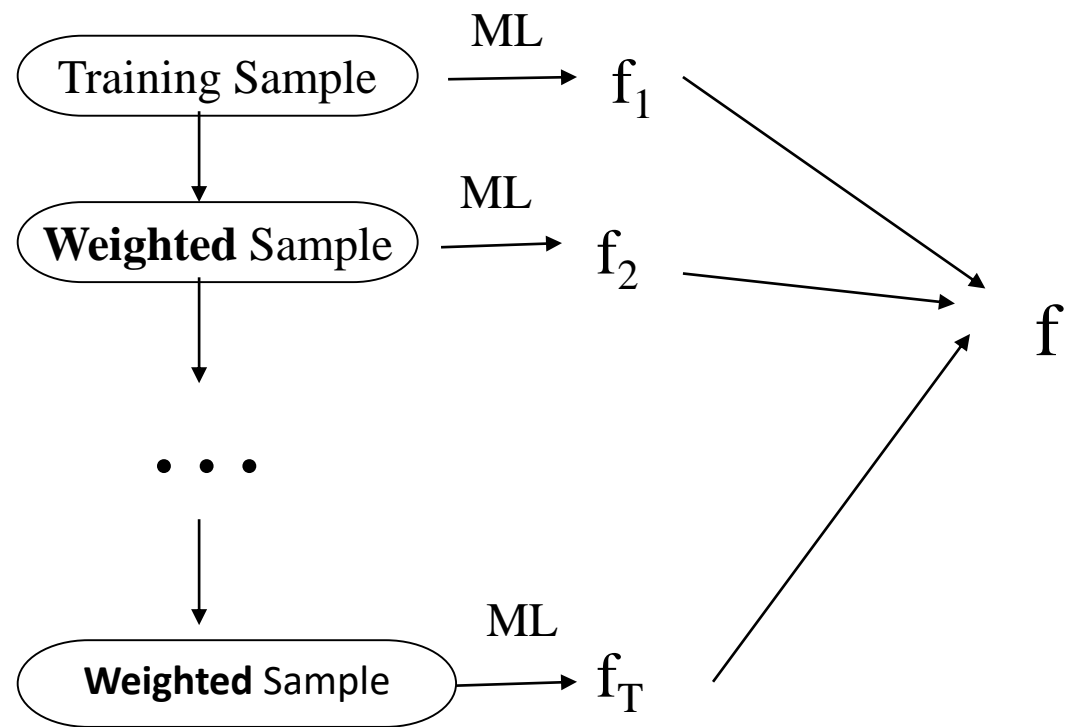 ML
Training Sample
f1
ML
Weighted Sample
f2
f
. . .
ML
Weighted Sample
fT